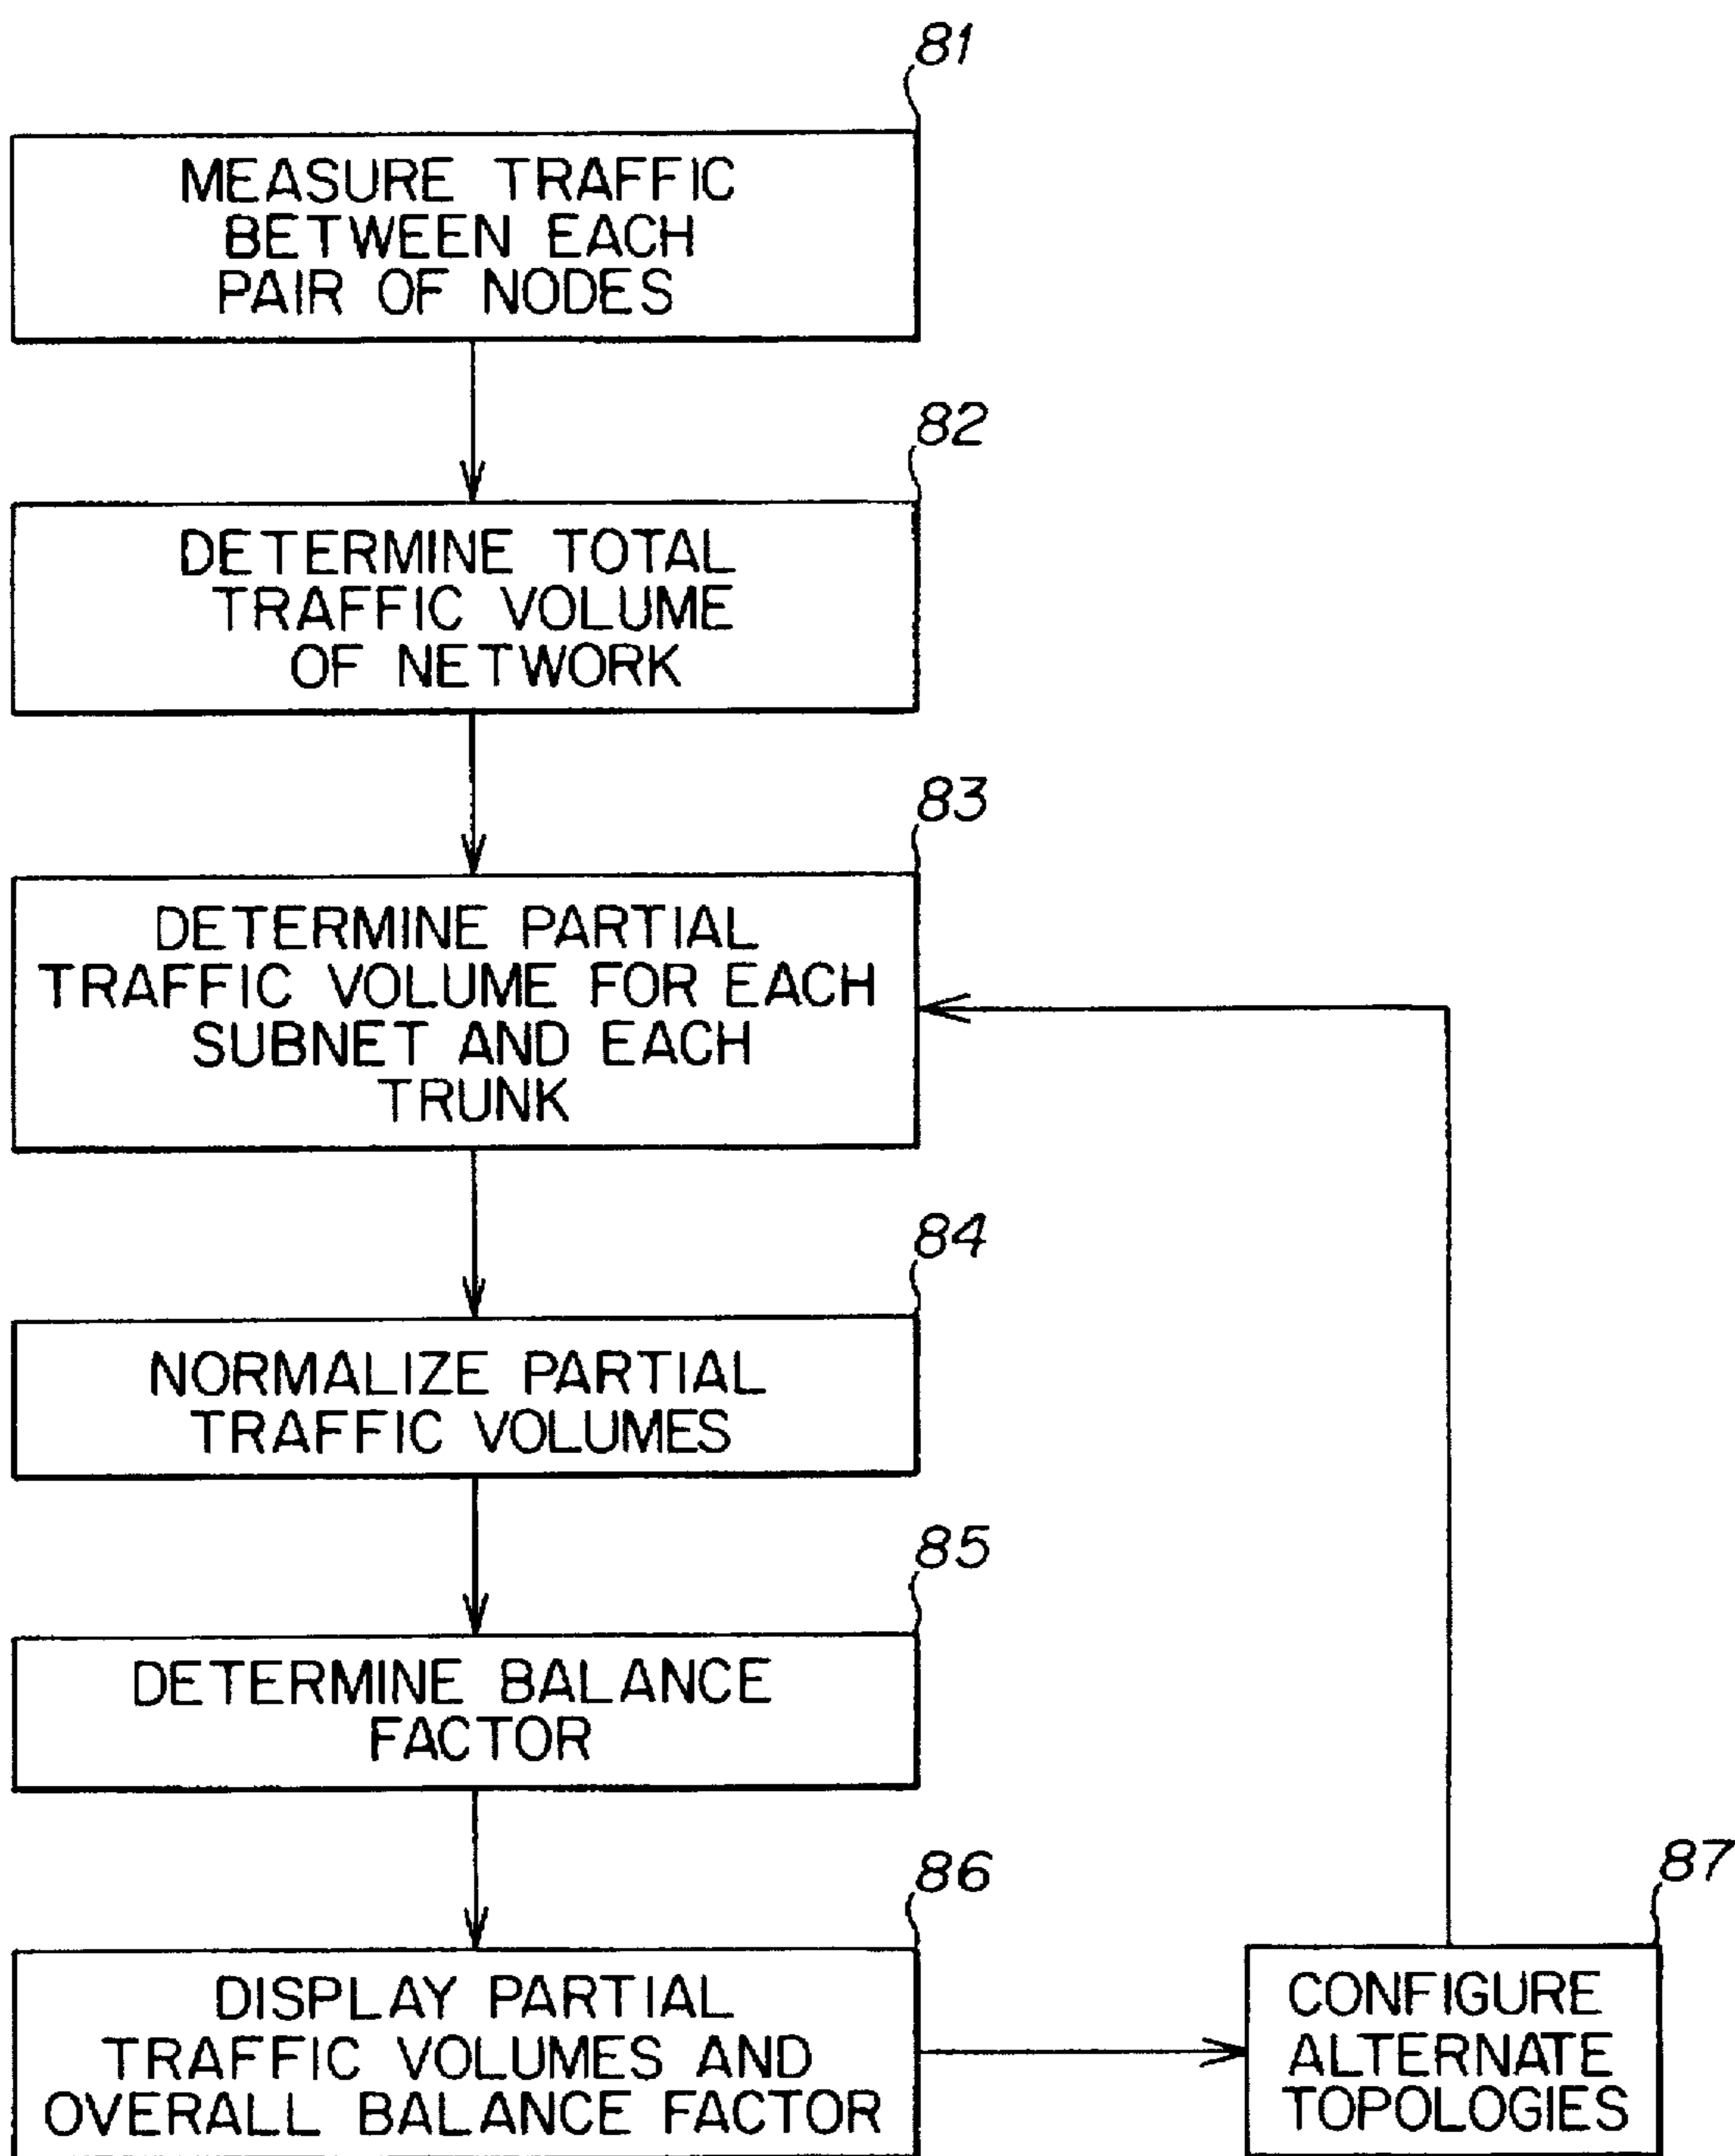 81
MEASURE TRAFFIC
BETWEEN EACH
PAIR OF NODES
82
DETERMINE TOTAL
TRAFFIC VOLUME
OF NETWORK
83
DETERMINE PARTIAL
TRAFFIC VOLUME FOR EACH
SUBNET AND EACH
TRUNK
84
NORMALIZE PARTIAL
TRAFFIC VOLUMES
85
DETERMINE BALANCE
FACTOR
86
DISPLAY PARTIAL
TRAFFIC VOLUMES AND
OVERALL BALANCE FACTOR
87
CONFIGURE
ALTERNATE
TOPOLOGIES